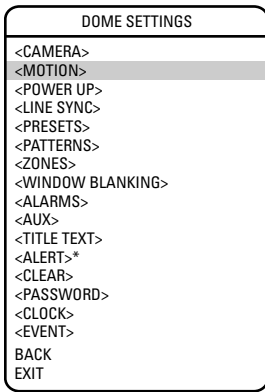 DOME SETTINGS
<CAMERA>
<MOTION>
<POWER UP>
<LINE SYNC>
<PRESETS>
<PATTERNS>
<ZONES>
<WINDOW BLANKING>
<ALARMS>
<AUX>
<TITLE TEXT>
<ALERT>*
<CLEAR>
<PASSWORD>
<CLOCK>
<EVENT>
BACK
EXIT